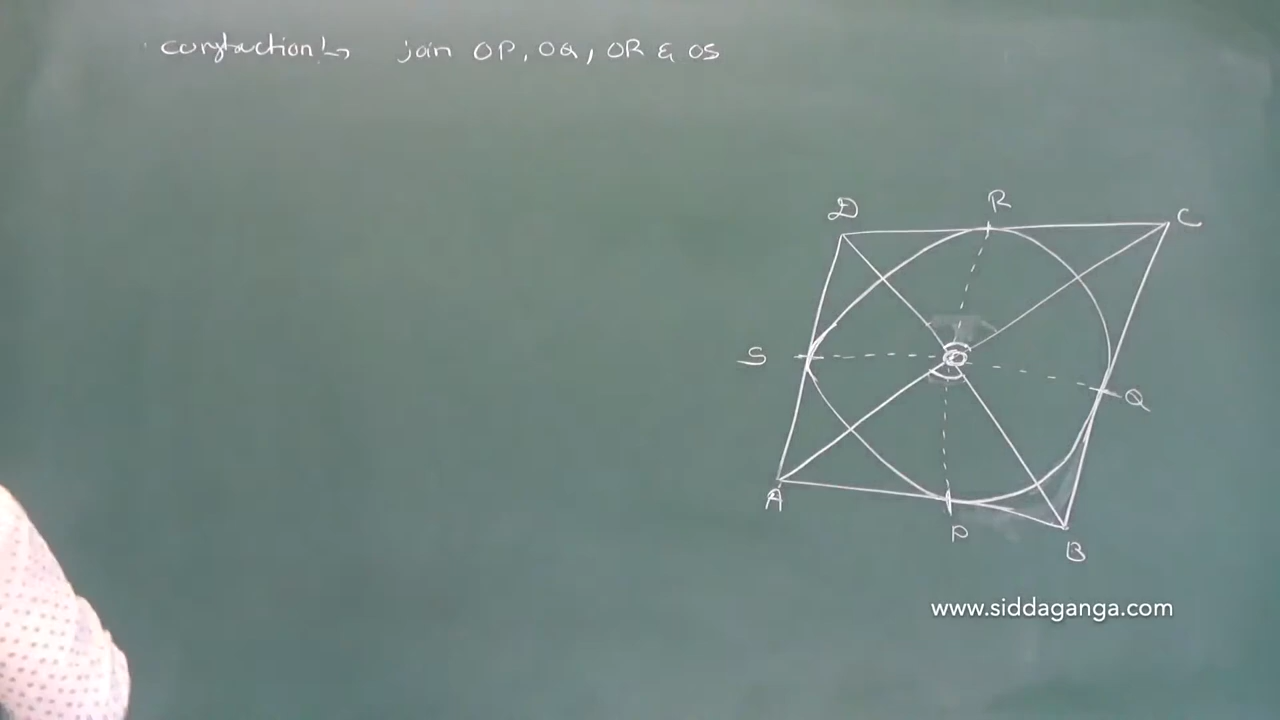 construction:↳ join OP, OQ, OR & OS
R
D
C
S
O
Q
A
P
B
www.siddaganga.com